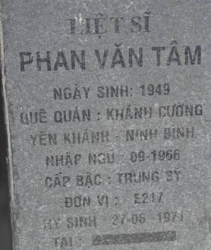 LIỆT SĨ
PHAN VĂN TÂM
NGÀY SINH: 1949
QUÊ QUÁN : KHÁNH CƯỜNG
YÊN KHÁNH - NINH BÌNH
NHẬP NGŨ : 09-1966
CẤP BẬC : TRUNG SỸ
ĐƠN VỊ : E217
HY SINH : 27-06-1971
TẠI :